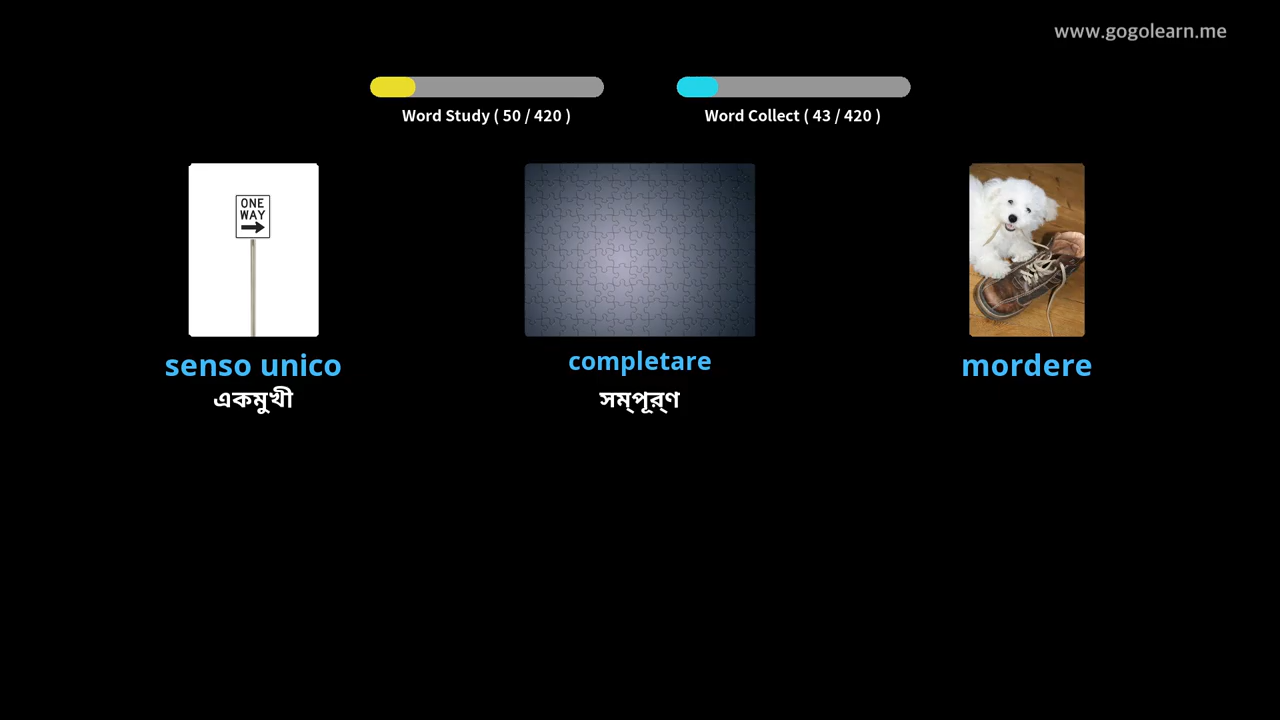 www.gogolearn.me
Word Study ( 50 / 420 )
Word Collect ( 43 / 420 )
ONE
WAY
senso unico
completare
mordere
একমুখী
সম্পূর্ণ